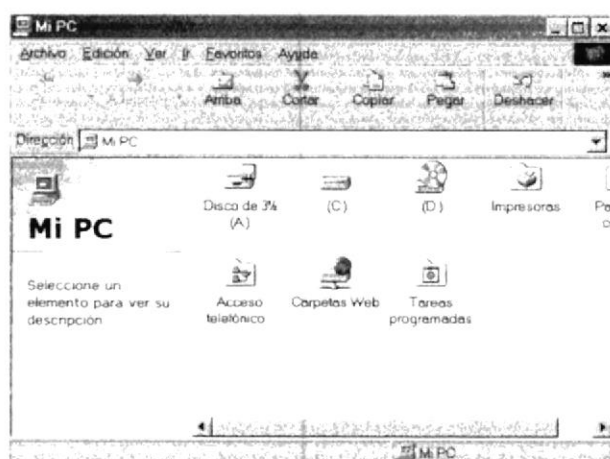 Mi PC
Archivo Edición Ver Ir Favoritos Ayuda
Arriba Cortar Copiar Pegar Deshacer
Dirección Mi PC
Mi PC
Seleccione un
elemento para ver su
descripción
Disco de 3½
(A) (C) (D) Impresoras
Acceso
telefónico Carpetas Web Tareas
programadas
Mi PC